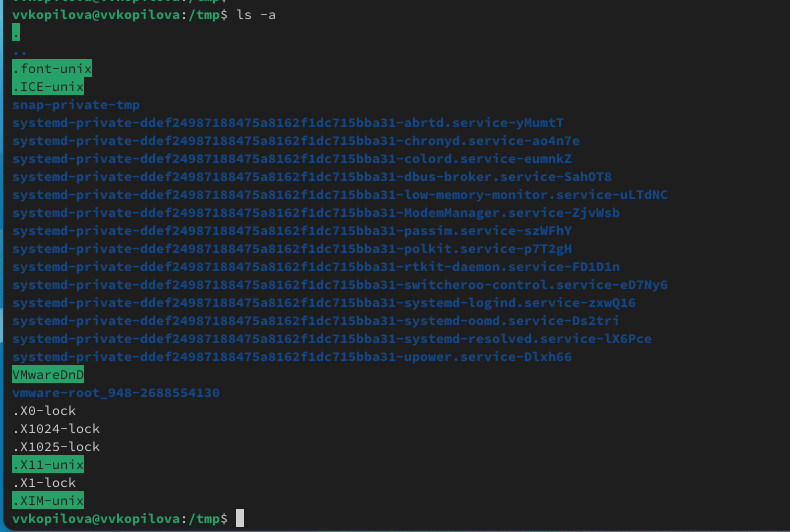 vvkopilova@vvkopilova:/tmp$ ls -a
.
..
.font-unix
.ICE-unix
snap-private-tmp
systemd-private-ddef24987188475a8162f1dc715bba31-abrtd.service-yMumtT
systemd-private-ddef24987188475a8162f1dc715bba31-chronyd.service-ao4n7e
systemd-private-ddef24987188475a8162f1dc715bba31-colord.service-eumnkZ
systemd-private-ddef24987188475a8162f1dc715bba31-dbus-broker.service-SahOT8
systemd-private-ddef24987188475a8162f1dc715bba31-low-memory-monitor.service-uLTdNC
systemd-private-ddef24987188475a8162f1dc715bba31-ModemManager.service-ZjvWsb
systemd-private-ddef24987188475a8162f1dc715bba31-passim.service-szWFhY
systemd-private-ddef24987188475a8162f1dc715bba31-polkit.service-p7T2gH
systemd-private-ddef24987188475a8162f1dc715bba31-rtkit-daemon.service-FD1D1n
systemd-private-ddef24987188475a8162f1dc715bba31-switcheroo-control.service-eD7Ny6
systemd-private-ddef24987188475a8162f1dc715bba31-systemd-logind.service-zxwQ16
systemd-private-ddef24987188475a8162f1dc715bba31-systemd-oomd.service-Ds2tri
systemd-private-ddef24987188475a8162f1dc715bba31-systemd-resolved.service-lX6Pce
systemd-private-ddef24987188475a8162f1dc715bba31-upower.service-Dlxh66
VMwareDnD
vmware-root_948-2688554130
.X0-lock
.X1024-lock
.X1025-lock
.X11-unix
.X1-lock
.XIM-unix
vvkopilova@vvkopilova:/tmp$